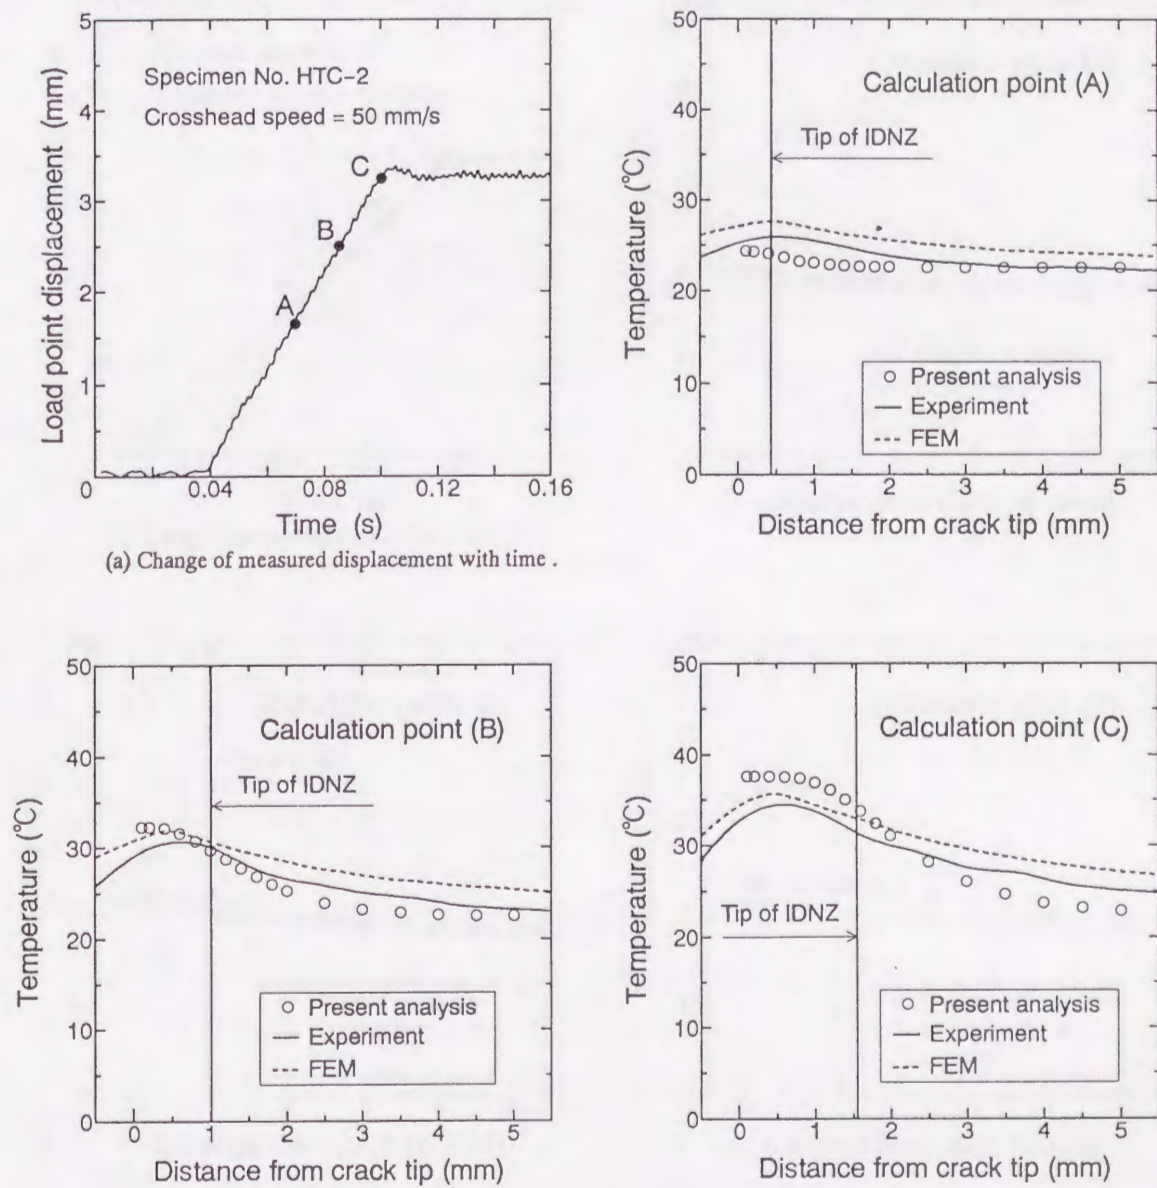 5
4
3
2
1
0
0.04
0.08
0.12
0.16
Load point displacement (mm)
Specimen No. HTC-2
Crosshead speed = 50 mm/s
A
B
C
Time (s)
(a) Change of measured displacement with time .
50
40
30
20
10
0
0
1
2
3
4
5
Temperature (°C)
Calculation point (A)
Tip of IDNZ
Present analysis
Experiment
FEM
Distance from crack tip (mm)
50
40
30
20
10
0
0
1
2
3
4
5
Temperature (°C)
Calculation point (B)
Tip of IDNZ
Present analysis
Experiment
FEM
Distance from crack tip (mm)
50
40
30
20
10
0
0
1
2
3
4
5
Temperature (°C)
Calculation point (C)
Tip of IDNZ
Present analysis
Experiment
FEM
Distance from crack tip (mm)